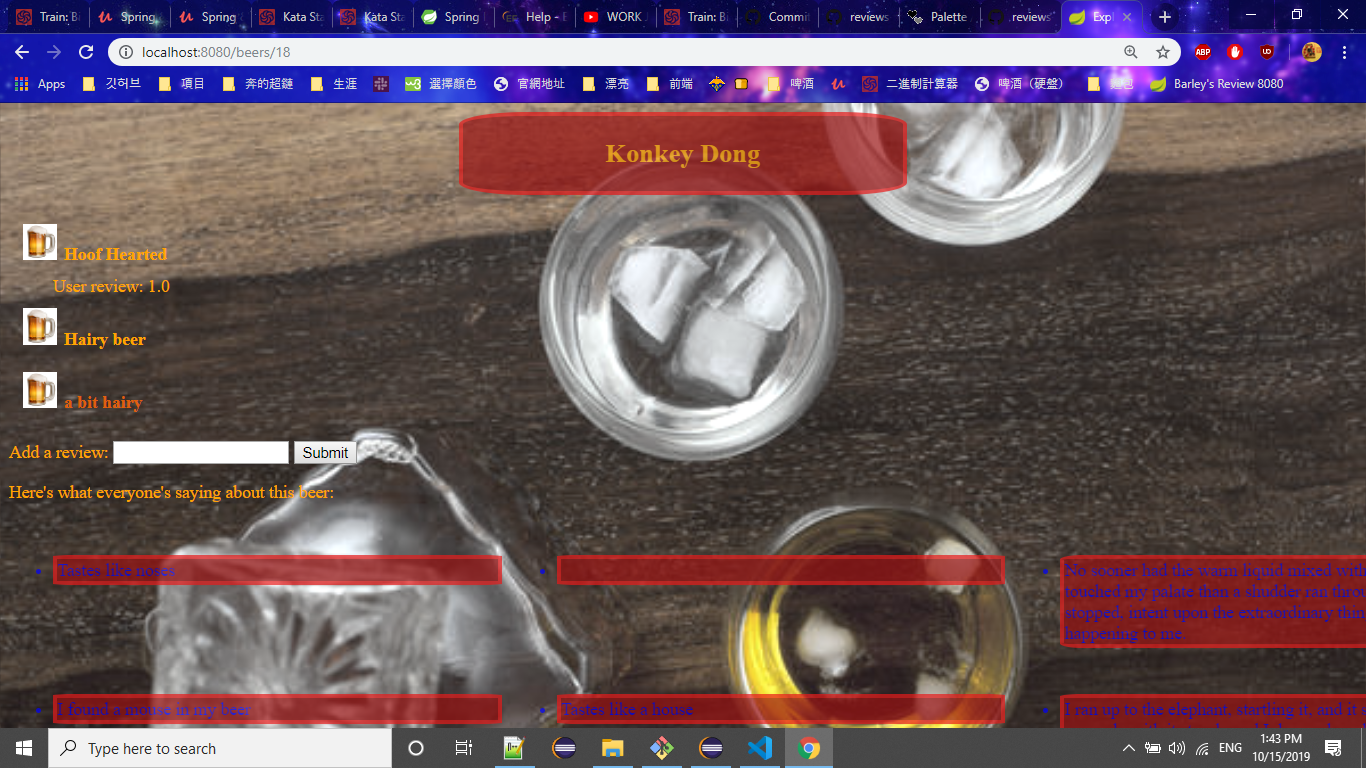 Train: Bi
Spring
Spring
Kata Sta
Kata Sta
Spring
Help - E
WORK
Train: Bi
Commit
reviews
Palette
reviews
Expl
localhost:8080/beers/18
ABP
UD
Apps
깃허브
項目
奔的超鏈
生涯
選擇顏色
官網地址
漂亮
前端
啤酒
二進制計算器
啤酒（硬盤）
麵包
Barley's Review 8080
Konkey Dong
Hoof Hearted
User review: 1.0
Hairy beer
a bit hairy
Add a review:
Submit
Here's what everyone's saying about this beer:
Tastes like noses
No sooner had the warm liquid mixed with
touched my palate than a shudder ran throu
stopped, intent upon the extraordinary thin
happening to me.
I found a mouse in my beer
Tastes like a house
I ran up to the elephant, startling it, and it s
Type here to search
ENG
1:43 PM
10/15/2019